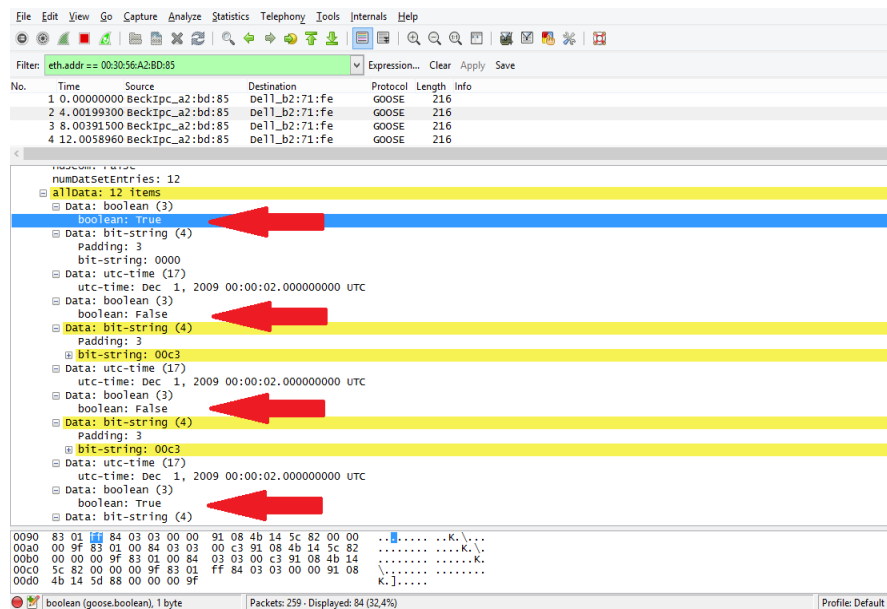 File Edit View Go Capture Analyze Statistics Telephony Tools Internals Help
Filter: eth.addr == 00:30:56:A2:BD:85 Expression... Clear Apply Save
No. Time Source Destination Protocol Length Info
1 0.00000000 BeckIpc_a2:bd:85 Dell_b2:71:fe GOOSE 216
2 4.00199300 BeckIpc_a2:bd:85 Dell_b2:71:fe GOOSE 216
3 8.00391500 BeckIpc_a2:bd:85 Dell_b2:71:fe GOOSE 216
4 12.0058960 BeckIpc_a2:bd:85 Dell_b2:71:fe GOOSE 216
numDatSetEntries: 12
allData: 12 items
Data: boolean (3)
boolean: True
Data: bit-string (4)
Padding: 3
bit-string: 0000
Data: utc-time (17)
utc-time: Dec 1, 2009 00:00:02.000000000 UTC
Data: boolean (3)
boolean: False
Data: bit-string (4)
Padding: 3
bit-string: 00c3
Data: utc-time (17)
utc-time: Dec 1, 2009 00:00:02.000000000 UTC
Data: boolean (3)
boolean: False
Data: bit-string (4)
Padding: 3
bit-string: 00c3
Data: utc-time (17)
utc-time: Dec 1, 2009 00:00:02.000000000 UTC
Data: boolean (3)
boolean: True
Data: bit-string (4)
0090 83 01 ff 84 03 03 00 00 91 08 4b 14 5c 82 00 00 ........ ..K.\...
00a0 00 9f 83 01 00 84 03 03 00 c3 91 08 4b 14 5c 82 ........ ....K.\.
00b0 00 00 00 9f 83 01 00 84 03 03 00 c3 91 08 4b 14 ........ ......K.
00c0 5c 82 00 00 00 9f 83 01 ff 84 03 03 00 00 91 08 \....... ........
00d0 4b 14 5d 88 00 00 00 9f K.].....
boolean (goose.boolean), 1 byte Packets: 259 · Displayed: 84 (32,4%) Profile: Default